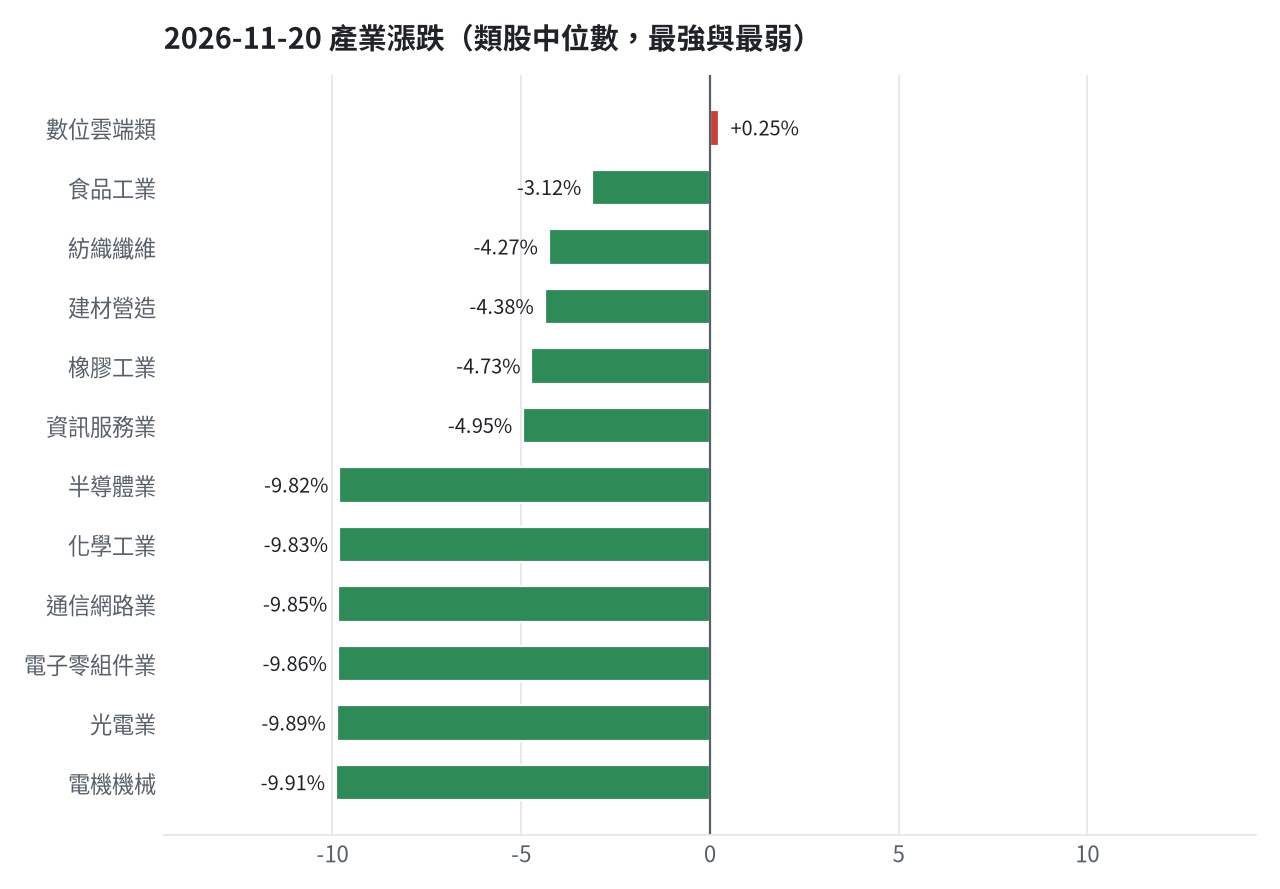 2026-11-20 產業漲跌（類股中位數，最強與最弱）
數位雲端類 +0.25%
食品工業 -3.12%
紡織纖維 -4.27%
建材營造 -4.38%
橡膠工業 -4.73%
資訊服務業 -4.95%
半導體業 -9.82%
化學工業 -9.83%
通信網路業 -9.85%
電子零組件業 -9.86%
光電業 -9.89%
電機機械 -9.91%
-10 -5 0 5 10